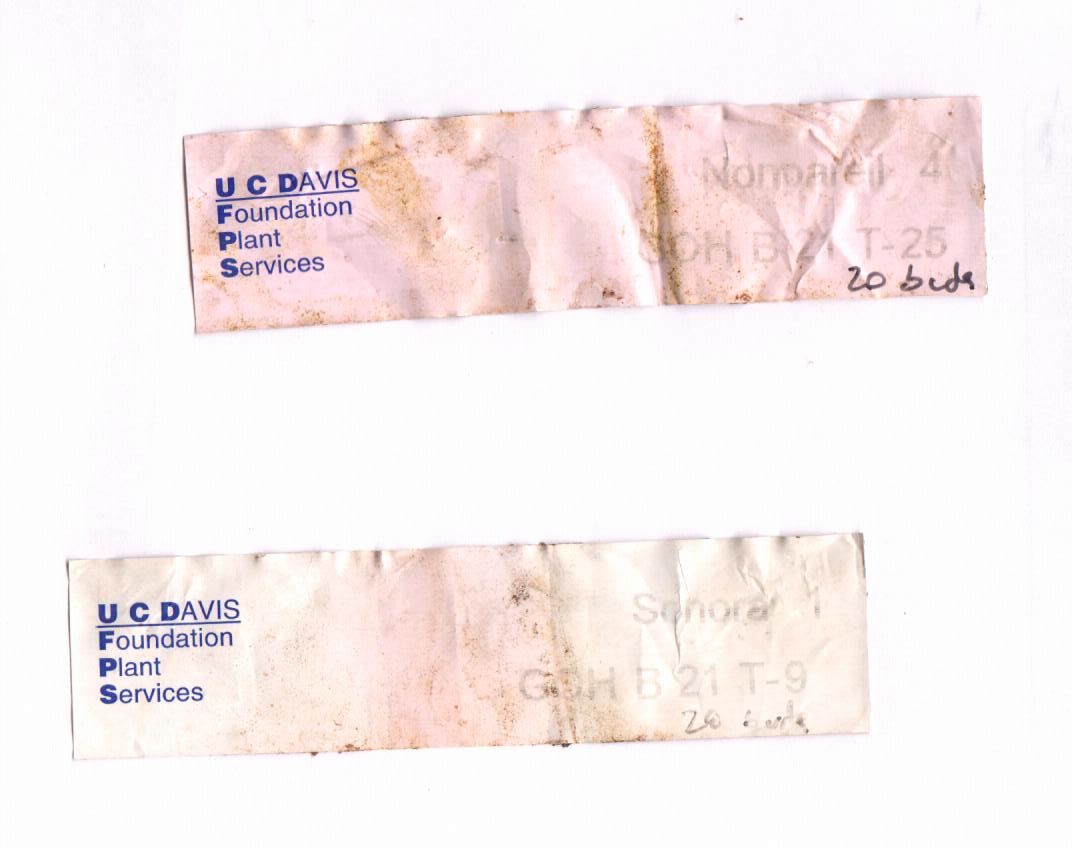 U C DAVIS
Foundation
Plant
Services
Nonpareil 4
GOH B 21 T-25
20 buds
U C DAVIS
Foundation
Plant
Services
Sonora 1
GOH B 21 T-9
20 buds